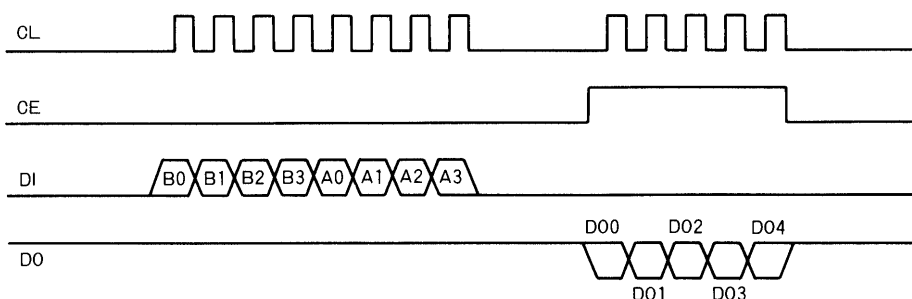 CL
CE
DI B0 B1 B2 B3 A0 A1 A2 A3
DO0 DO2 DO4
DO
DO1 DO3